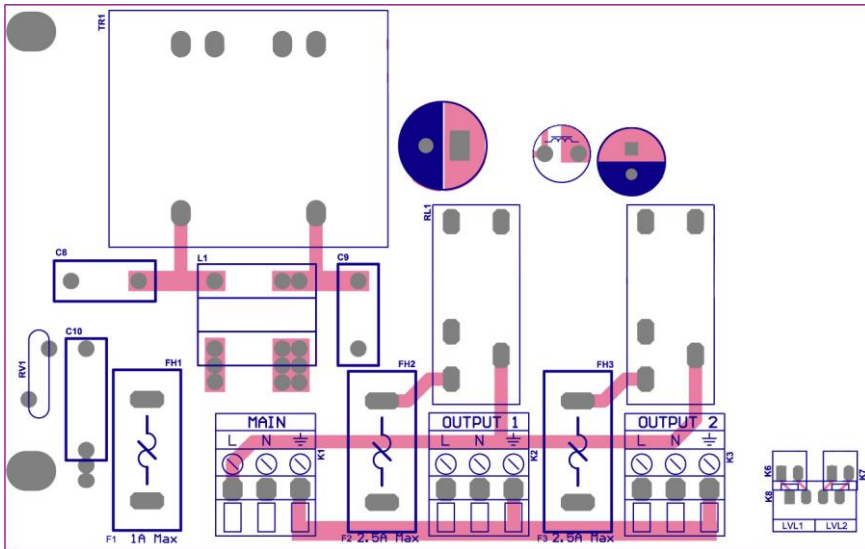 TR1
RL1
C8
L1
C9
C10
RV1
FH1
FH2
FH3
MAIN
OUTPUT 1
OUTPUT 2
L N
L N
L N
K1
K2
K3
K6
K7
K8
LVL1 LVL2
F1 1A Max
F2 2.5A Max
F3 2.5A Max